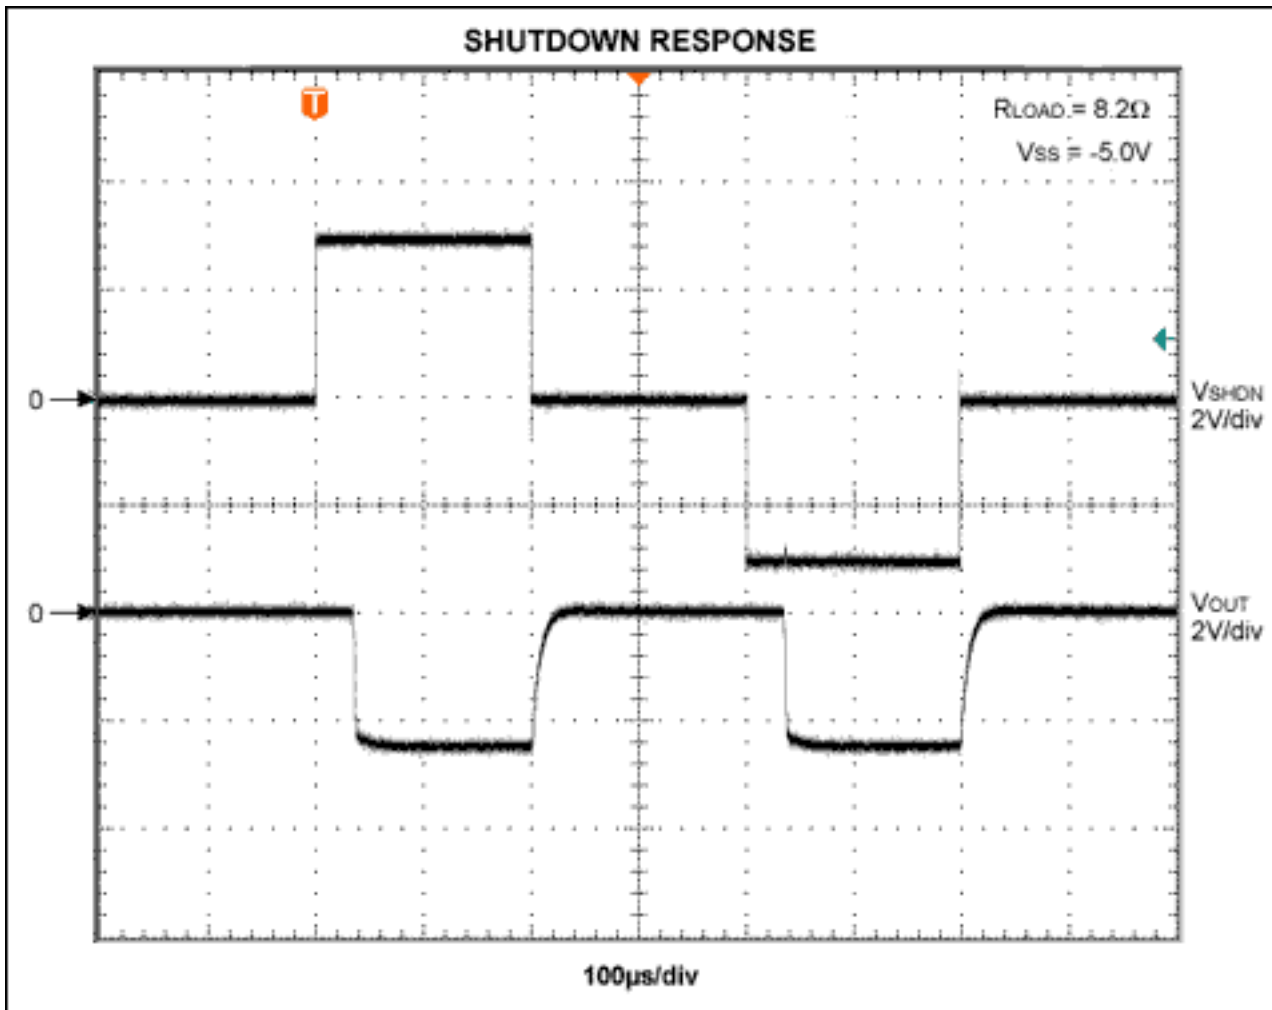 SHUTDOWN RESPONSE
T
RLOAD = 8.2Ω
VSS = -5.0V
0
VSHDN
2V/div
0
VOUT
2V/div
100µs/div